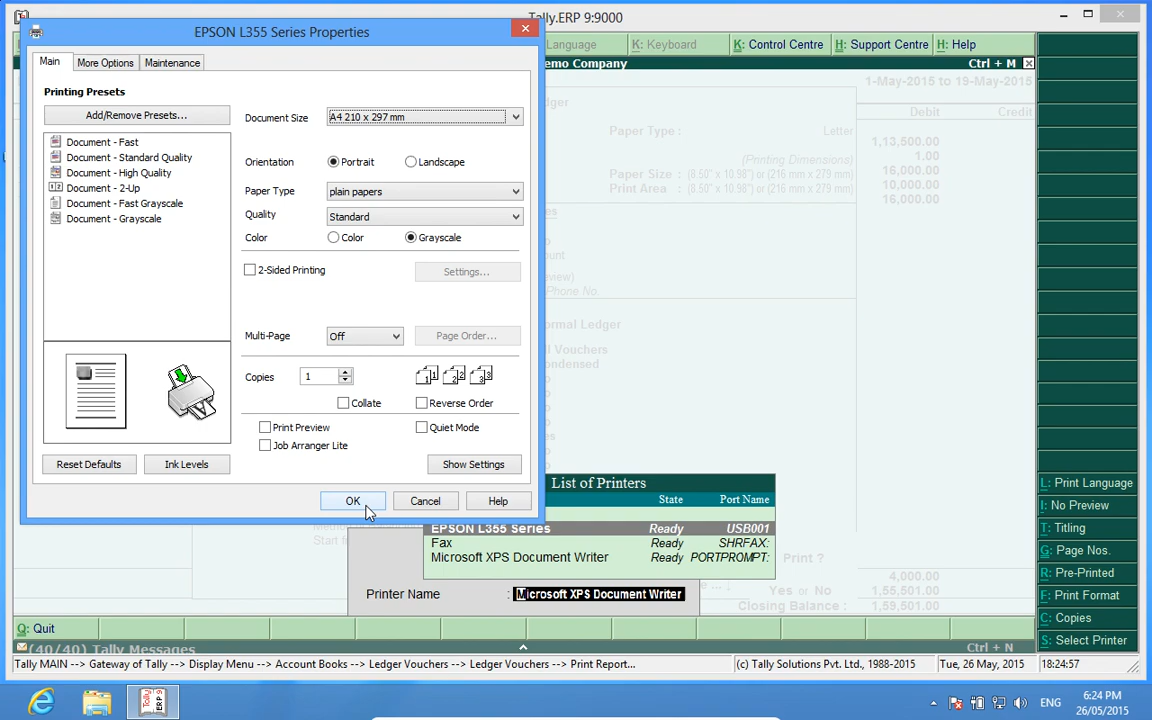 Tally.ERP 9:9000
EPSON L355 Series Properties
Language
K: Keyboard
K: Control Centre
H: Support Centre
H: Help
emo Company
Ctrl + M
Main
More Options
Maintenance
Printing Presets
Add/Remove Presets...
Document - Fast
Document - Standard Quality
Document - High Quality
Document - 2-Up
Document - Fast Grayscale
Document - Grayscale
Reset Defaults
Ink Levels
Document Size
A4 210 x 297 mm
Orientation
Portrait
Landscape
Paper Type
plain papers
Quality
Standard
Color
Color
Grayscale
2-Sided Printing
Settings...
Multi-Page
Off
Page Order...
Copies
1
Collate
Reverse Order
Print Preview
Quiet Mode
Job Arranger Lite
Show Settings
OK
Cancel
Help
dger
1-May-2015 to 19-May-2015
Debit
Credit
Paper Type :
Letter
(Printing Dimensions)
Paper Size : (8.50" x 10.98") or (216 mm x 279 mm)
Print Area : (8.50" x 10.98") or (216 mm x 279 mm)
1,13,500.00
1.00
16,000.00
10,000.00
16,000.00
Phone No.
ormal Ledger
ll Vouchers
ondensed
List of Printers
State
Port Name
EPSON L355 Series
Ready
USB001
Fax
Ready
SHRFAX:
Microsoft XPS Document Writer
Ready
PORTPROMPT:
Print ?
Yes or No
Printer Name
: Microsoft XPS Document Writer
4,000.00
1,55,501.00
Closing Balance :
1,59,501.00
L: Print Language
I: No Preview
T: Titling
G: Page Nos.
R: Pre-Printed
F: Print Format
C: Copies
S: Select Printer
Q: Quit
(40/40) Tally Messages
Ctrl + N
Tally MAIN --> Gateway of Tally --> Display Menu --> Account Books --> Ledger Vouchers --> Ledger Vouchers --> Print Report...
(c) Tally Solutions Pvt. Ltd., 1988-2015
Tue, 26 May, 2015
18:24:57
ENG
6:24 PM
26/05/2015